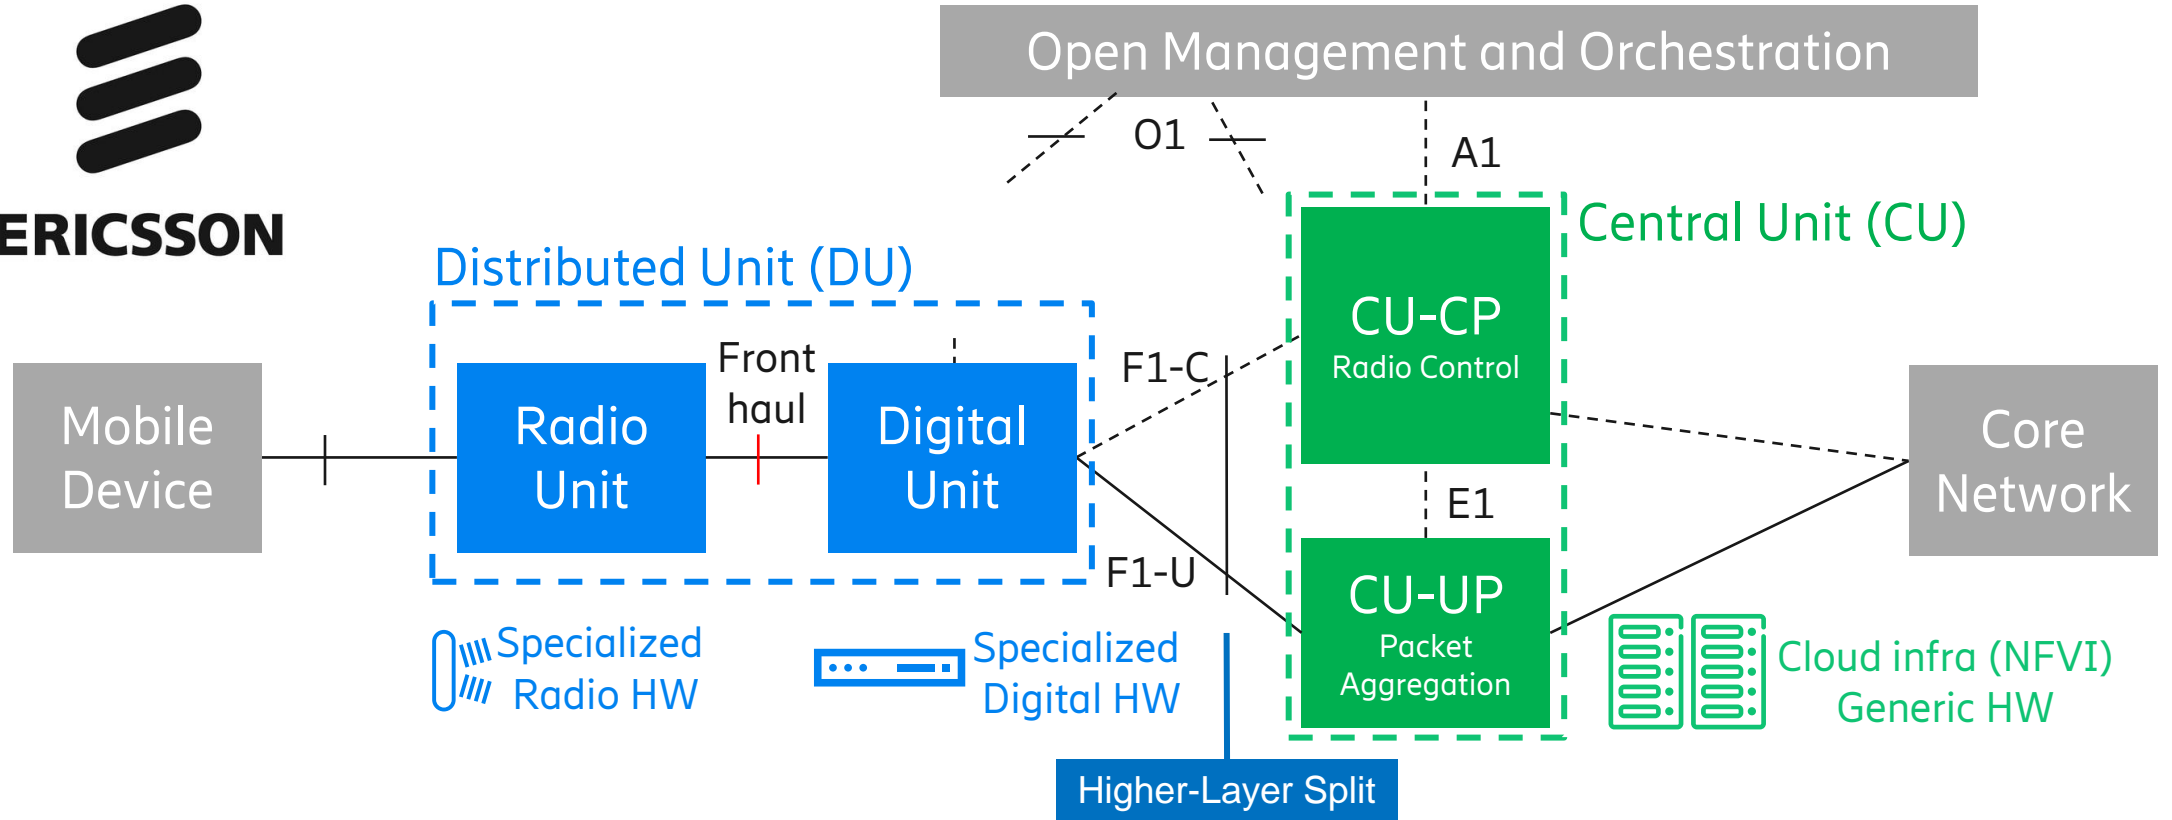 Open Management and Orchestration
O1
A1
ERICSSON
Distributed Unit (DU)
Central Unit (CU)
Mobile
Device
Radio
Unit
Front
haul
Digital
Unit
F1-C
F1-U
CU-CP
Radio Control
E1
CU-UP
Packet
Aggregation
Core
Network
Specialized
Radio HW
Specialized
Digital HW
Cloud infra (NFVI)
Generic HW
Higher-Layer Split